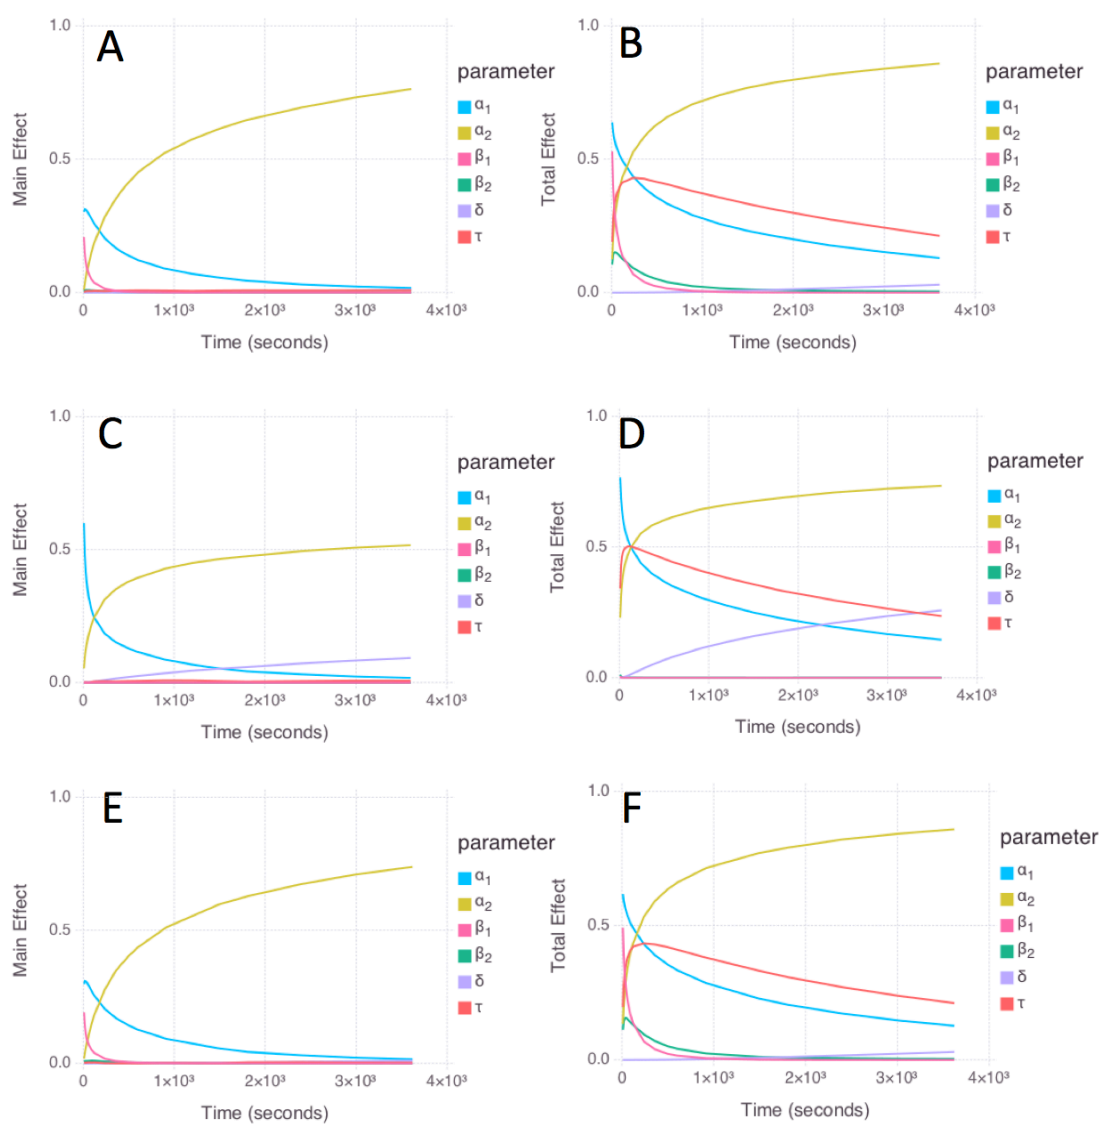 A
1.0
0.5
0.0
Main Effect
0
1×10³
2×10³
3×10³
4×10³
Time (seconds)
parameter
α₁
α₂
β₁
β₂
δ
τ
B
1.0
0.5
0.0
Total Effect
0
1×10³
2×10³
3×10³
4×10³
Time (seconds)
parameter
α₁
α₂
β₁
β₂
δ
τ
C
1.0
0.5
0.0
Main Effect
0
1×10³
2×10³
3×10³
4×10³
Time (seconds)
parameter
α₁
α₂
β₁
β₂
δ
τ
D
1.0
0.5
0.0
Total Effect
0
1×10³
2×10³
3×10³
4×10³
Time (seconds)
parameter
α₁
α₂
β₁
β₂
δ
τ
E
1.0
0.5
0.0
Main Effect
0
1×10³
2×10³
3×10³
4×10³
Time (seconds)
parameter
α₁
α₂
β₁
β₂
δ
τ
F
1.0
0.5
0.0
Total Effect
0
1×10³
2×10³
3×10³
4×10³
Time (seconds)
parameter
α₁
α₂
β₁
β₂
δ
τ